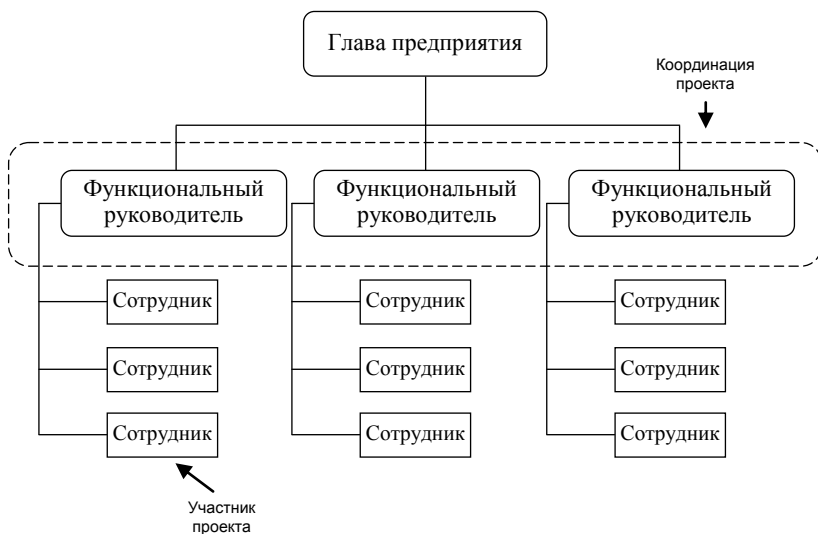 Глава предприятия
Координация
проекта
Функциональный
руководитель
Функциональный
руководитель
Функциональный
руководитель
Сотрудник
Сотрудник
Сотрудник
Сотрудник
Сотрудник
Сотрудник
Сотрудник
Сотрудник
Сотрудник
Участник
проекта